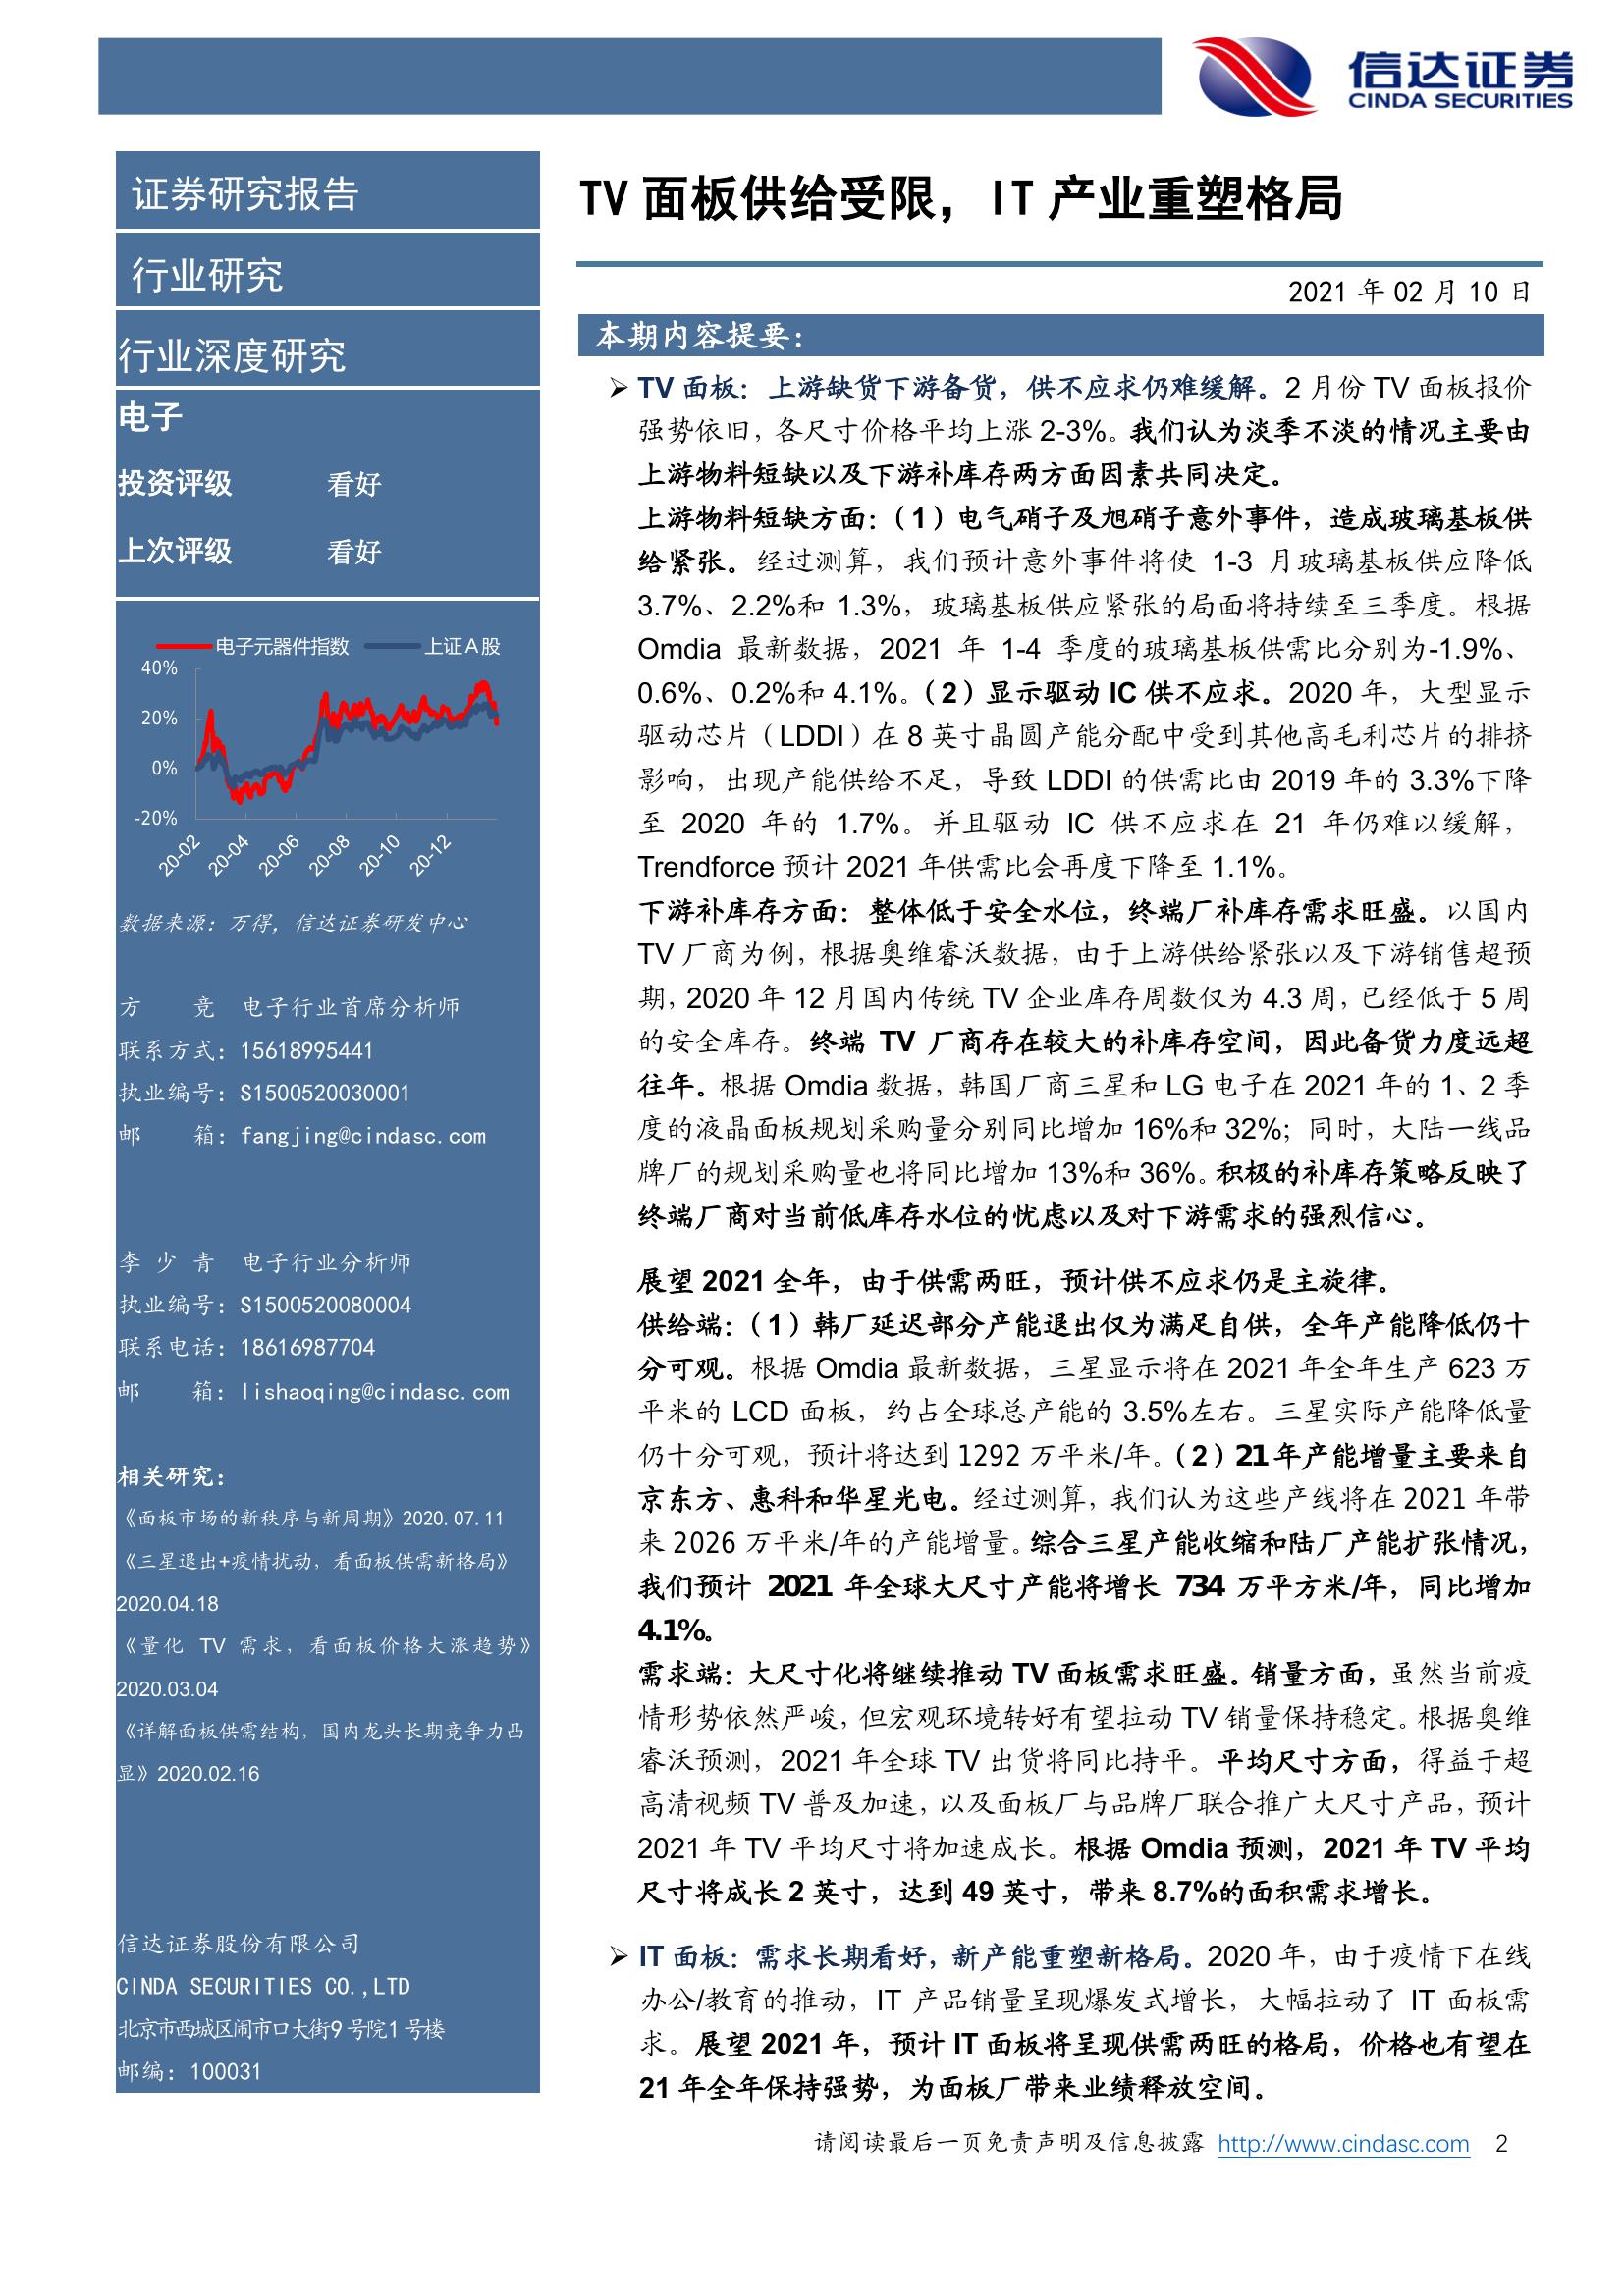 信达证券
CINDA SECURITIES
证券研究报告
行业研究
行业深度研究
电子
投资评级 看好
上次评级 看好
电子元器件指数 上证A股
40%
20%
0%
-20%
20-02 20-04 20-06 20-08 20-10 20-12
数据来源：万得，信达证券研发中心
方 竞 电子行业首席分析师
联系方式：15618995441
执业编号：S1500520030001
邮 箱：fangjing@cindasc.com
李 少 青 电子行业分析师
执业编号：S1500520080004
联系电话：18616987704
邮 箱：lishaoqing@cindasc.com
相关研究：
《面板市场的新秩序与新周期》2020.07.11
《三星退出+疫情扰动，看面板供需新格局》
2020.04.18
《量化 TV 需求，看面板价格大涨趋势》
2020.03.04
《详解面板供需结构，国内龙头长期竞争力凸
显》2020.02.16
信达证券股份有限公司
CINDA SECURITIES CO.,LTD
北京市西城区闹市口大街9号院1号楼
邮编：100031
TV 面板供给受限，IT 产业重塑格局
2021 年 02 月 10 日
本期内容提要：
➢ TV 面板：上游缺货下游备货，供不应求仍难缓解。2 月份 TV 面板报价
强势依旧，各尺寸价格平均上涨 2-3%。我们认为淡季不淡的情况主要由
上游物料短缺以及下游补库存两方面因素共同决定。
上游物料短缺方面：（1）电气硝子及旭硝子意外事件，造成玻璃基板供
给紧张。经过测算，我们预计意外事件将使 1-3 月玻璃基板供应降低
3.7%、2.2%和 1.3%，玻璃基板供应紧张的局面将持续至三季度。根据
Omdia 最新数据，2021 年 1-4 季度的玻璃基板供需比分别为-1.9%、
0.6%、0.2%和 4.1%。（2）显示驱动 IC 供不应求。2020 年，大型显示
驱动芯片（LDDI）在 8 英寸晶圆产能分配中受到其他高毛利芯片的排挤
影响，出现产能供给不足，导致 LDDI 的供需比由 2019 年的 3.3%下降
至 2020 年的 1.7%。并且驱动 IC 供不应求在 21 年仍难以缓解，
Trendforce 预计 2021 年供需比会再度下降至 1.1%。
下游补库存方面：整体低于安全水位，终端厂补库存需求旺盛。以国内
TV 厂商为例，根据奥维睿沃数据，由于上游供给紧张以及下游销售超预
期，2020 年 12 月国内传统 TV 企业库存周数仅为 4.3 周，已经低于 5 周
的安全库存。终端 TV 厂商存在较大的补库存空间，因此备货力度远超
往年。根据 Omdia 数据，韩国厂商三星和 LG 电子在 2021 年的 1、2 季
度的液晶面板规划采购量分别同比增加 16%和 32%；同时，大陆一线品
牌厂的规划采购量也将同比增加 13%和 36%。积极的补库存策略反映了
终端厂商对当前低库存水位的忧虑以及对下游需求的强烈信心。
展望 2021 全年，由于供需两旺，预计供不应求仍是主旋律。
供给端：（1）韩厂延迟部分产能退出仅为满足自供，全年产能降低仍十
分可观。根据 Omdia 最新数据，三星显示将在 2021 年全年生产 623 万
平米的 LCD 面板，约占全球总产能的 3.5%左右。三星实际产能降低量
仍十分可观，预计将达到 1292 万平米/年。（2）21 年产能增量主要来自
京东方、惠科和华星光电。经过测算，我们认为这些产线将在 2021 年带
来 2026 万平米/年的产能增量。综合三星产能收缩和陆厂产能扩张情况，
我们预计 2021 年全球大尺寸产能将增长 734 万平方米/年，同比增加
4.1%。
需求端：大尺寸化将继续推动 TV 面板需求旺盛。销量方面，虽然当前疫
情形势依然严峻，但宏观环境转好有望拉动 TV 销量保持稳定。根据奥维
睿沃预测，2021 年全球 TV 出货将同比持平。平均尺寸方面，得益于超
高清视频 TV 普及加速，以及面板厂与品牌厂联合推广大尺寸产品，预计
2021 年 TV 平均尺寸将加速成长。根据 Omdia 预测，2021 年 TV 平均
尺寸将成长 2 英寸，达到 49 英寸，带来 8.7%的面积需求增长。
➢ IT 面板：需求长期看好，新产能重塑新格局。2020 年，由于疫情下在线
办公/教育的推动，IT 产品销量呈现爆发式增长，大幅拉动了 IT 面板需
求。展望 2021 年，预计 IT 面板将呈现供需两旺的格局，价格也有望在
21 年全年保持强势，为面板厂带来业绩释放空间。
请阅读最后一页免责声明及信息披露 http://www.cindasc.com 2